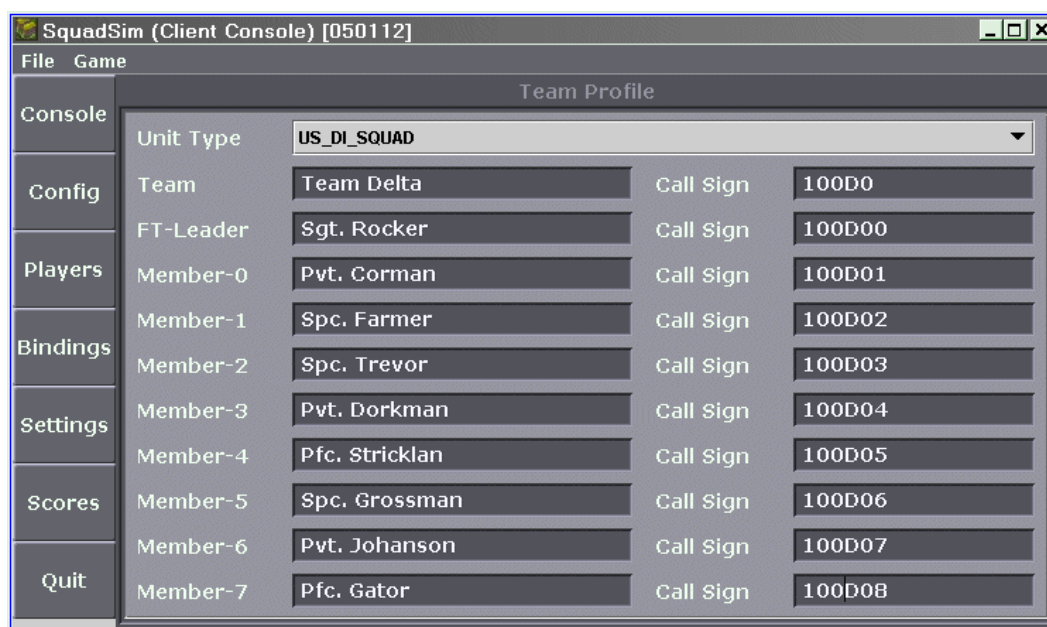 SquadSim (Client Console) [050112]
File Game
Team Profile
Console
Config
Players
Bindings
Settings
Scores
Quit
Unit Type US_DI_SQUAD
Team Team Delta Call Sign 100D0
FT-Leader Sgt. Rocker Call Sign 100D00
Member-0 Pvt. Corman Call Sign 100D01
Member-1 Spc. Farmer Call Sign 100D02
Member-2 Spc. Trevor Call Sign 100D03
Member-3 Pvt. Dorkman Call Sign 100D04
Member-4 Pfc. Stricklan Call Sign 100D05
Member-5 Spc. Grossman Call Sign 100D06
Member-6 Pvt. Johanson Call Sign 100D07
Member-7 Pfc. Gator Call Sign 100D08